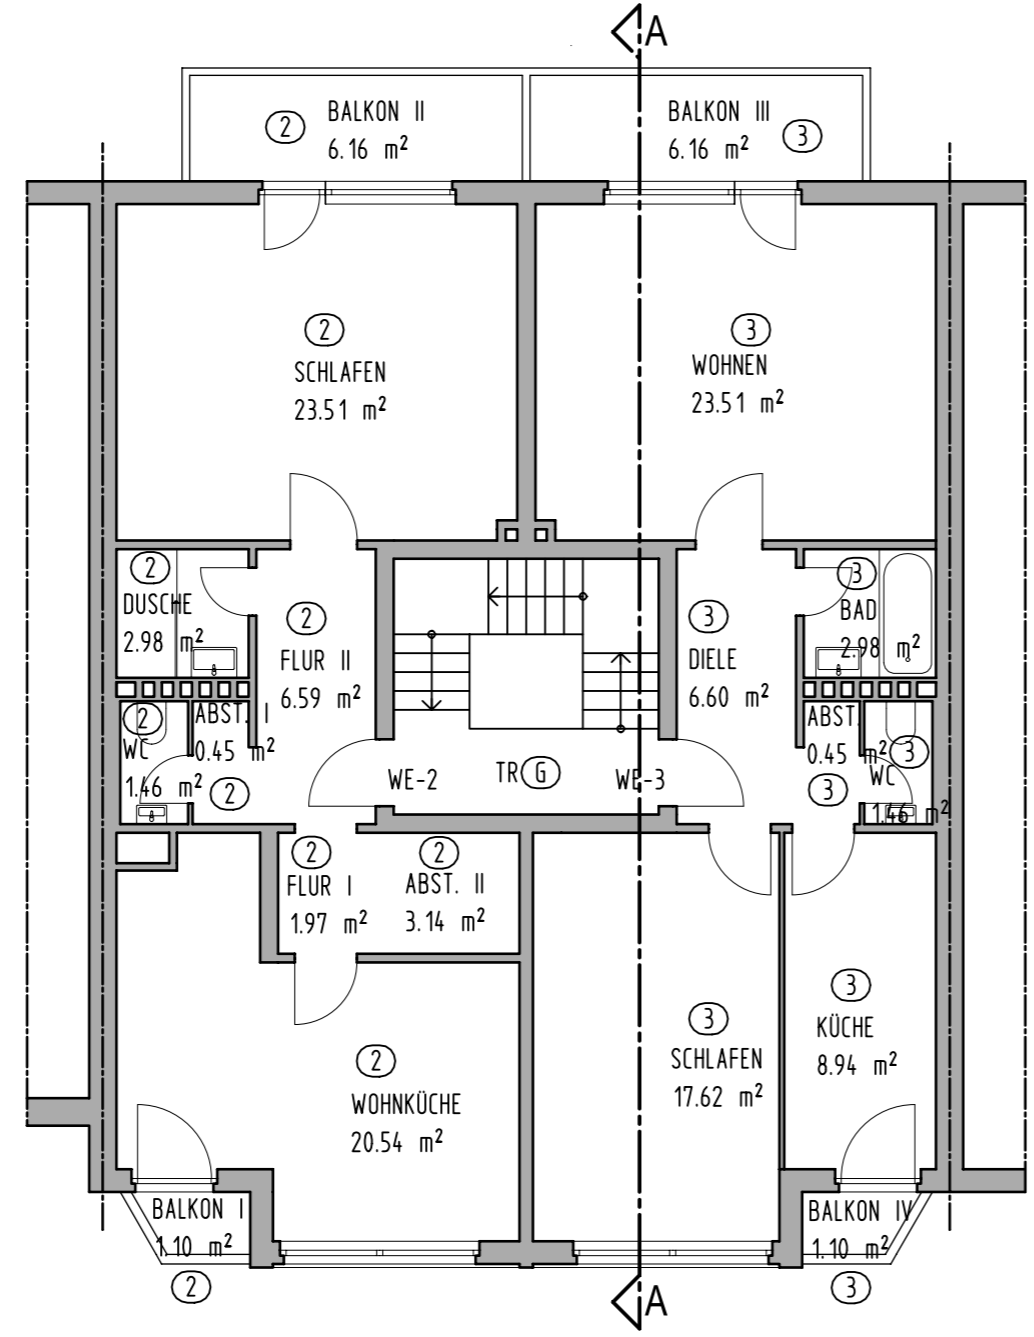 A
BALKON II
6.16 m²
2
BALKON III
6.16 m²
3
2
SCHLAFEN
23.51 m²
3
WOHNEN
23.51 m²
2
DUSCHE
2.98 m²
2
FLUR II
6.59 m²
3
DIELE
6.60 m²
3
BAD
2.98 m²
2
WC
1.46 m²
ABST. I
0.45 m²
2
WE-2
TR G
WE-3
ABST.
0.45 m²
3
3
WC
1.46 m²
2
FLUR I
1.97 m²
2
ABST. II
3.14 m²
2
WOHNKÜCHE
20.54 m²
3
SCHLAFEN
17.62 m²
3
KÜCHE
8.94 m²
BALKON I
1.10 m²
2
BALKON IV
1.10 m²
3
A